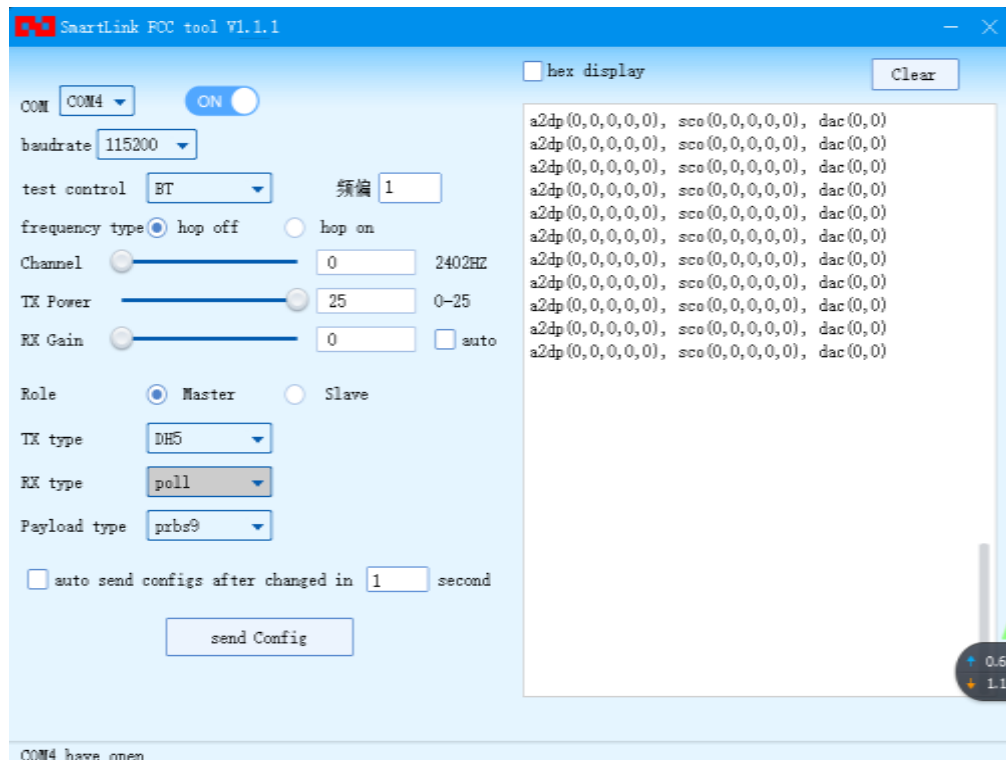 SmartLink FCC tool V1.1.1
COM COM4 ON
baudrate 115200
test control BT 频偏 1
frequency type hop off hop on
Channel 0 2402HZ
TX Power 25 0-25
RX Gain 0 auto
Role Master Slave
TX type DH5
RX type poll
Payload type prbs9
auto send configs after changed in 1 second
send Config
hex display Clear
a2dp(0,0,0,0,0), sco(0,0,0,0,0), dac(0,0)
a2dp(0,0,0,0,0), sco(0,0,0,0,0), dac(0,0)
a2dp(0,0,0,0,0), sco(0,0,0,0,0), dac(0,0)
a2dp(0,0,0,0,0), sco(0,0,0,0,0), dac(0,0)
a2dp(0,0,0,0,0), sco(0,0,0,0,0), dac(0,0)
a2dp(0,0,0,0,0), sco(0,0,0,0,0), dac(0,0)
a2dp(0,0,0,0,0), sco(0,0,0,0,0), dac(0,0)
a2dp(0,0,0,0,0), sco(0,0,0,0,0), dac(0,0)
a2dp(0,0,0,0,0), sco(0,0,0,0,0), dac(0,0)
a2dp(0,0,0,0,0), sco(0,0,0,0,0), dac(0,0)
a2dp(0,0,0,0,0), sco(0,0,0,0,0), dac(0,0)
0.6
1.1
COM4 have open